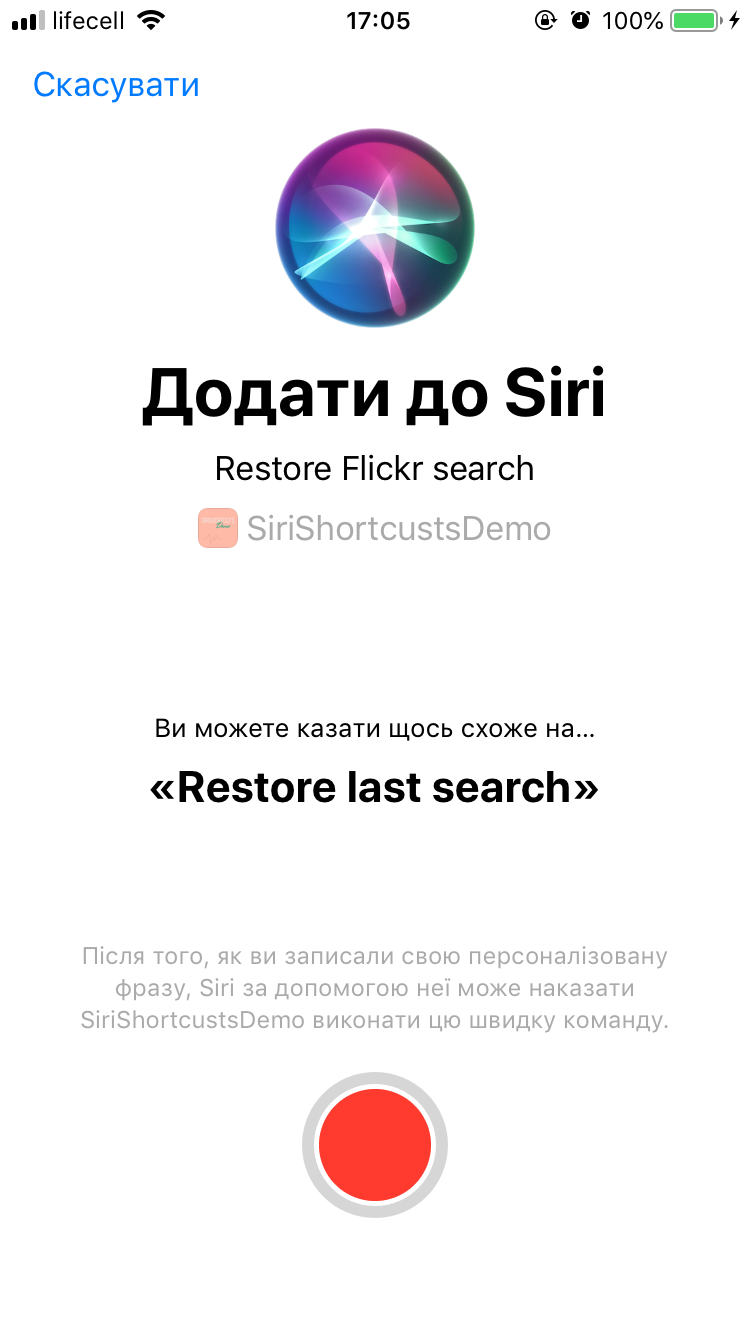 lifecell 17:05 100%
Скасувати
Додати до Siri
Restore Flickr search
SiriShortcustsDemo
Ви можете казати щось схоже на...
«Restore last search»
Після того, як ви записали свою персоналізовану
фразу, Siri за допомогою неї може наказати
SiriShortcustsDemo виконати цю швидку команду.